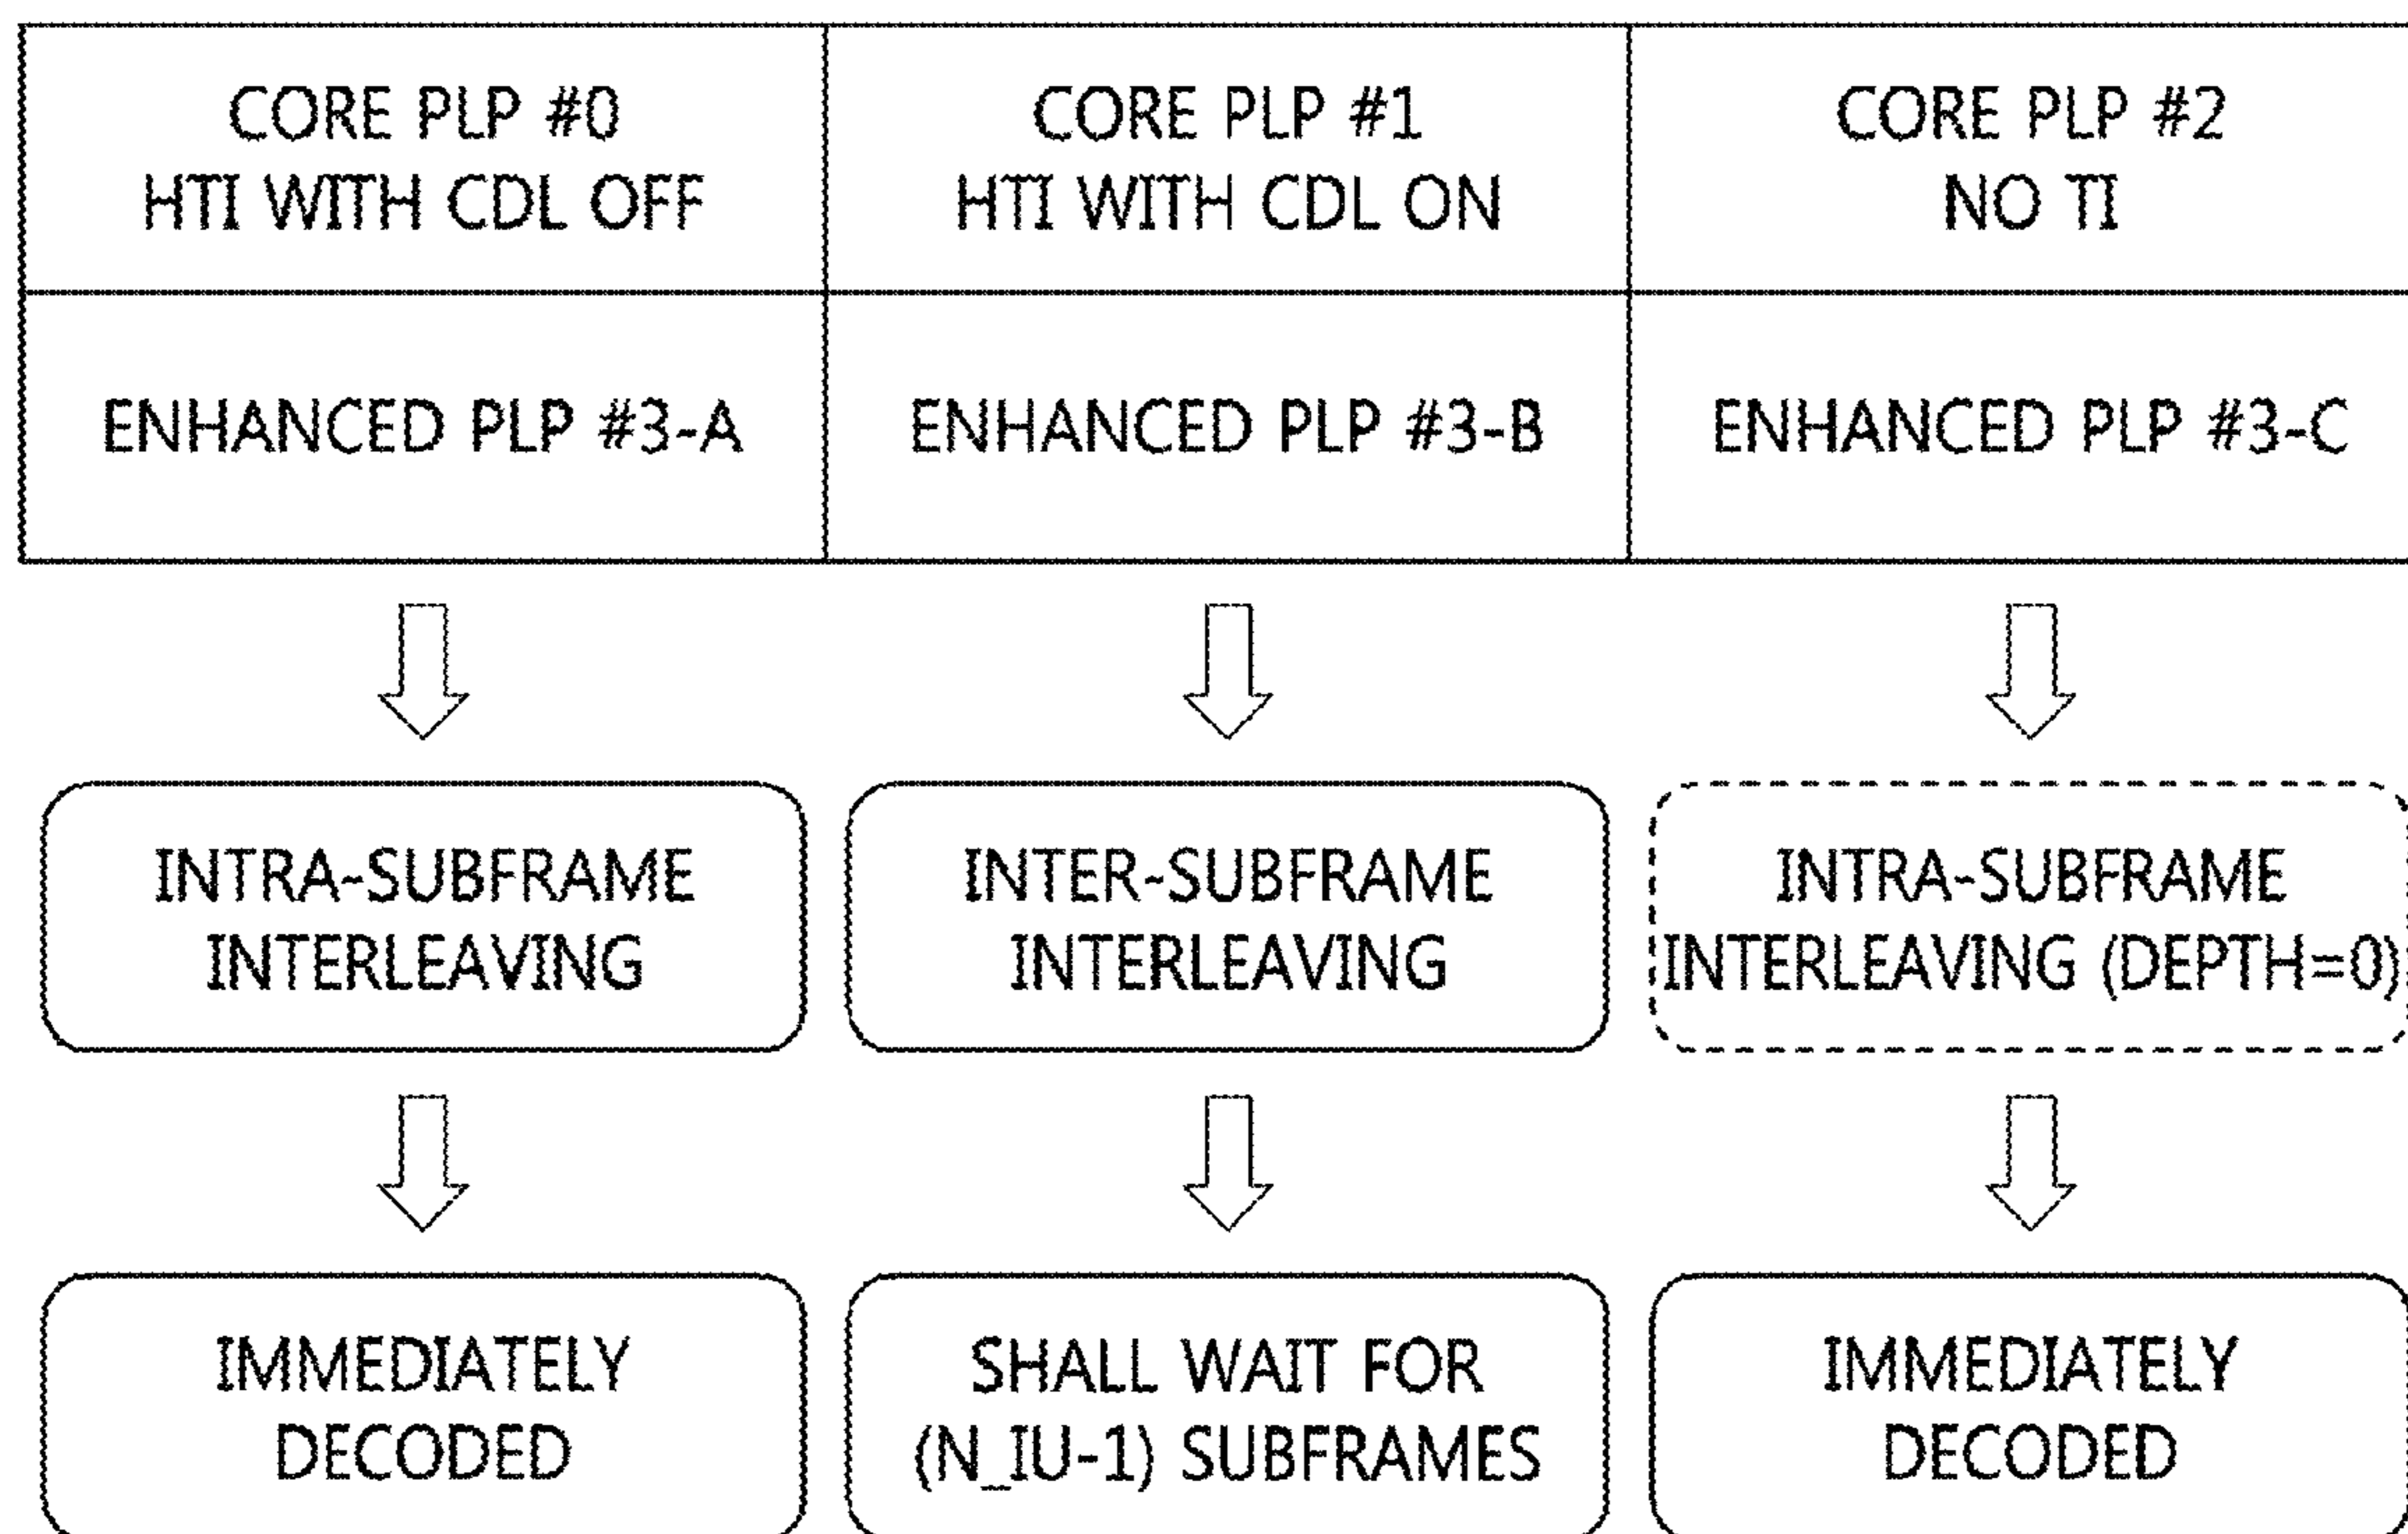 CORE PLP #0
HTI WITH CDL OFF
CORE PLP #1
HTI WITH CDL ON
CORE PLP #2
NO TI
ENHANCED PLP #3-A
ENHANCED PLP #3-B
ENHANCED PLP #3-C
INTRA-SUBFRAME
INTERLEAVING
INTER-SUBFRAME
INTERLEAVING
INTRA-SUBFRAME
INTERLEAVING (DEPTH=0)
IMMEDIATELY
DECODED
SHALL WAIT FOR
(N_IU-1) SUBFRAMES
IMMEDIATELY
DECODED